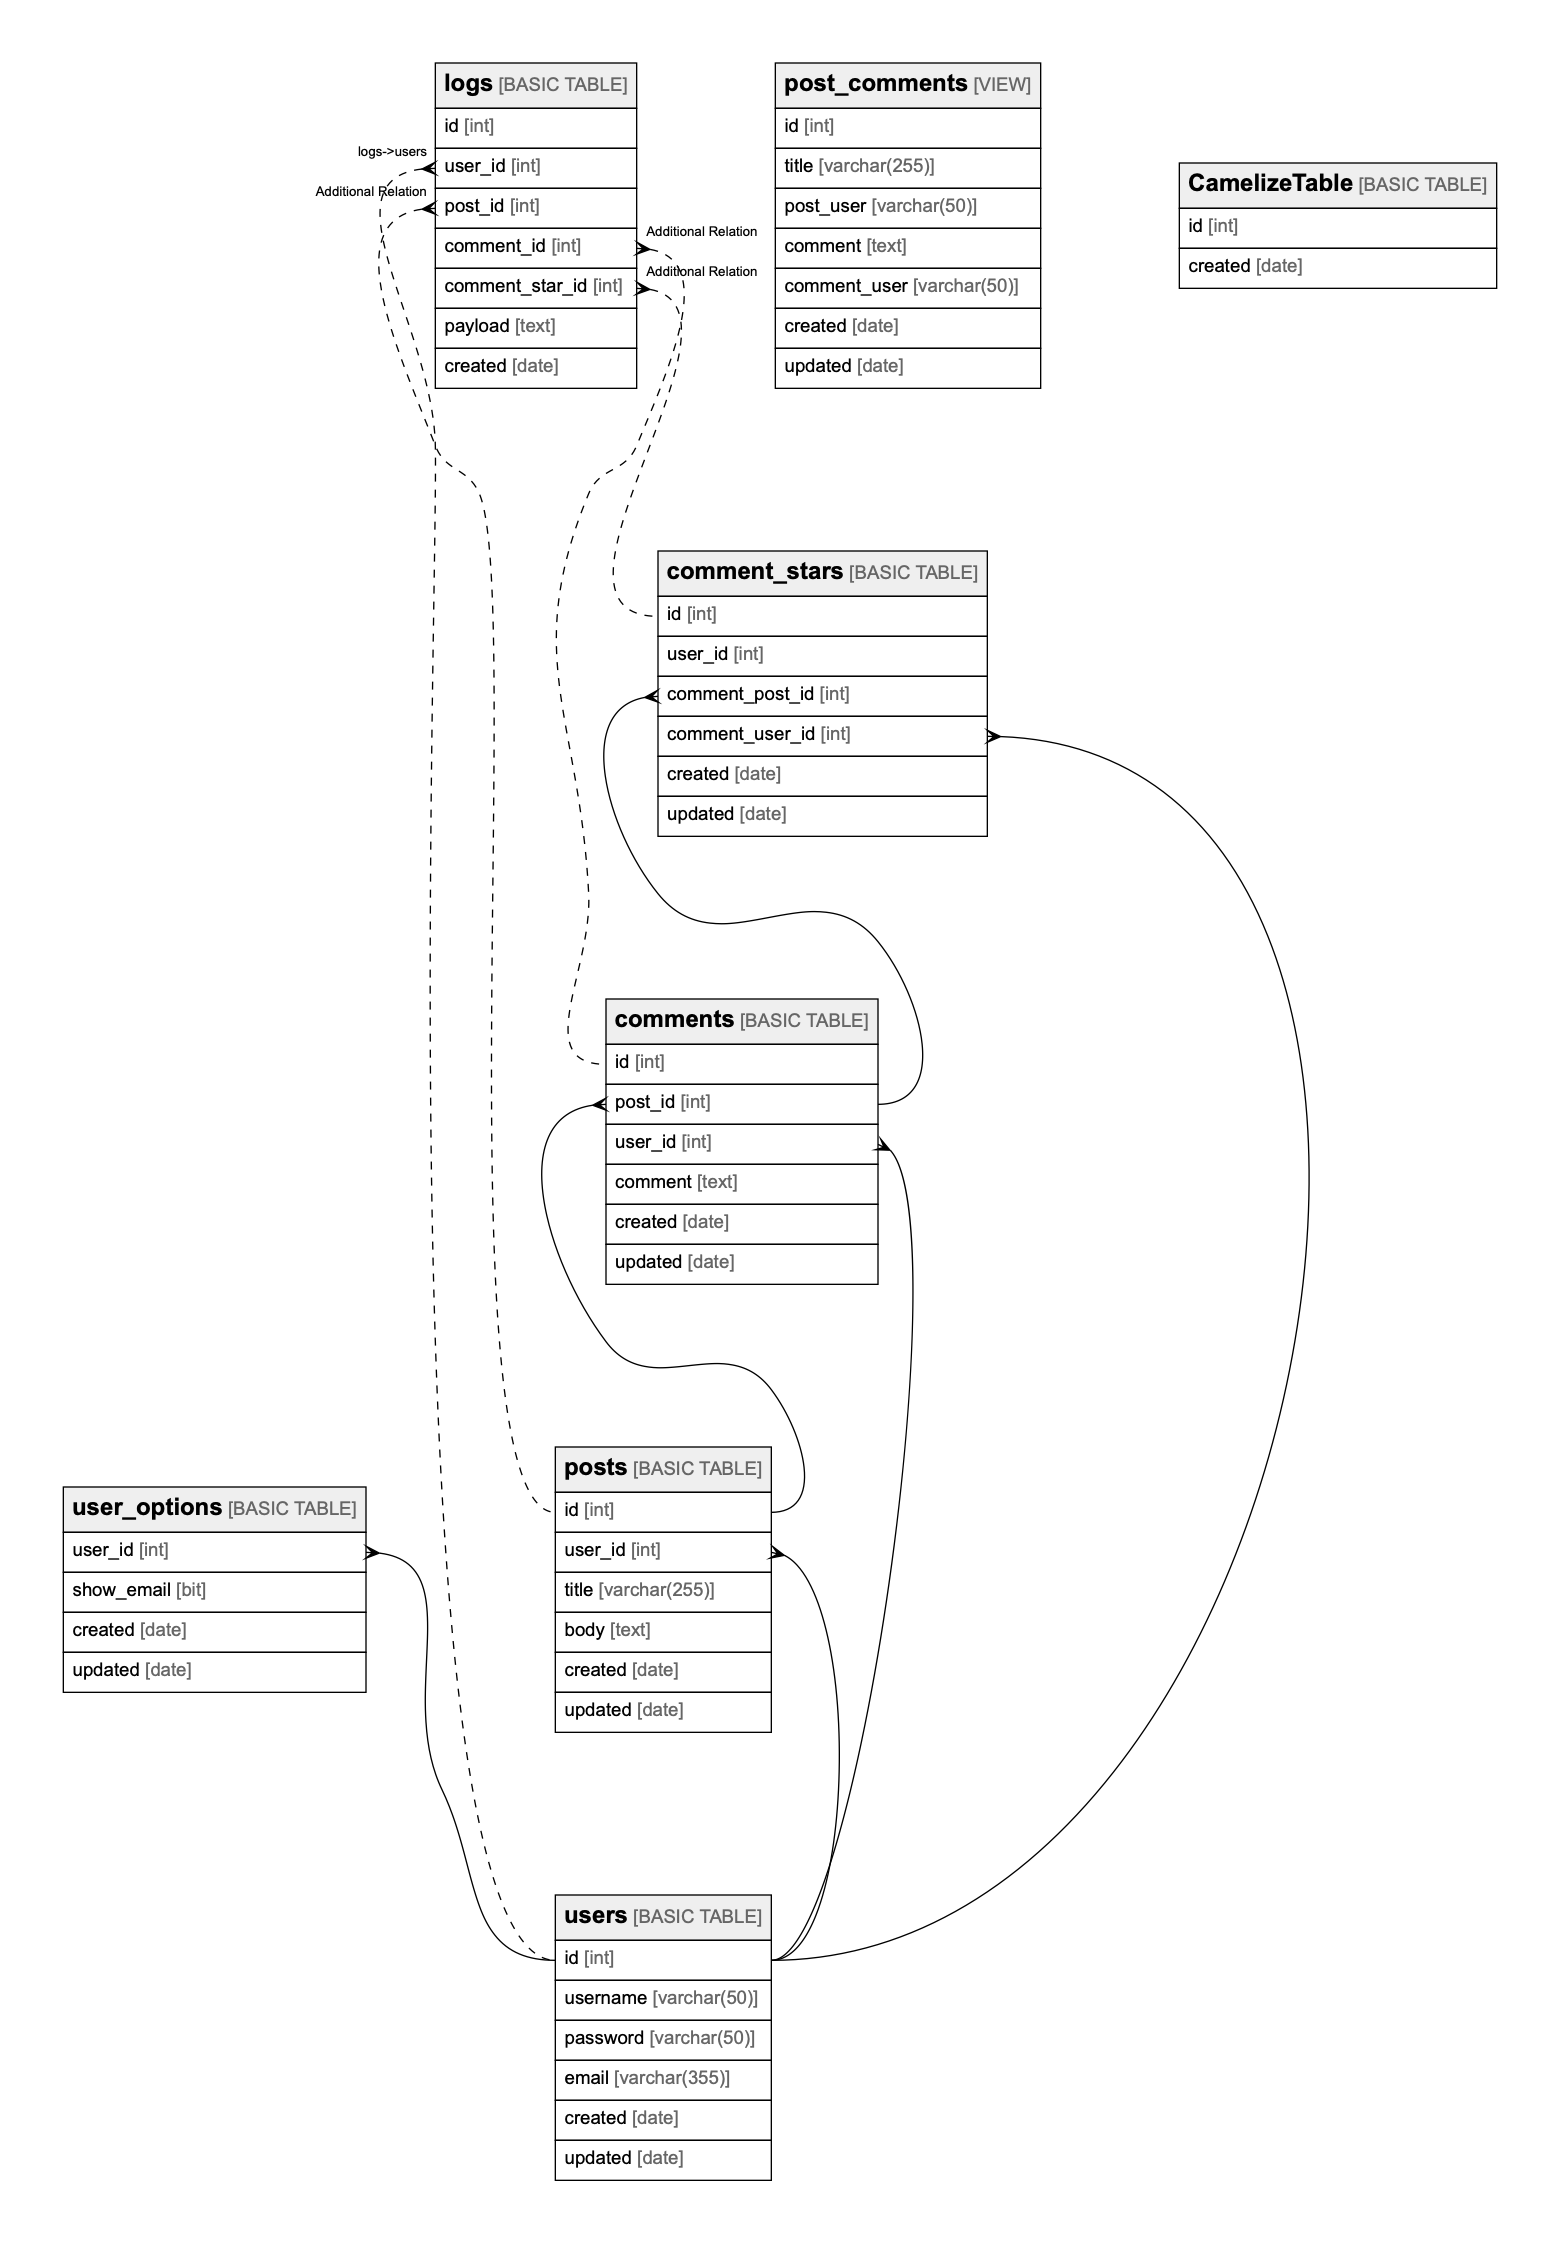 logs [BASIC TABLE]
id [int]
logs->users
user_id [int]
Additional Relation
post_id [int]
comment_id [int]
Additional Relation
comment_star_id [int]
Additional Relation
payload [text]
created [date]
post_comments [VIEW]
id [int]
title [varchar(255)]
post_user [varchar(50)]
comment [text]
comment_user [varchar(50)]
created [date]
updated [date]
CamelizeTable [BASIC TABLE]
id [int]
created [date]
comment_stars [BASIC TABLE]
id [int]
user_id [int]
comment_post_id [int]
comment_user_id [int]
created [date]
updated [date]
comments [BASIC TABLE]
id [int]
post_id [int]
user_id [int]
comment [text]
created [date]
updated [date]
user_options [BASIC TABLE]
user_id [int]
show_email [bit]
created [date]
updated [date]
posts [BASIC TABLE]
id [int]
user_id [int]
title [varchar(255)]
body [text]
created [date]
updated [date]
users [BASIC TABLE]
id [int]
username [varchar(50)]
password [varchar(50)]
email [varchar(355)]
created [date]
updated [date]